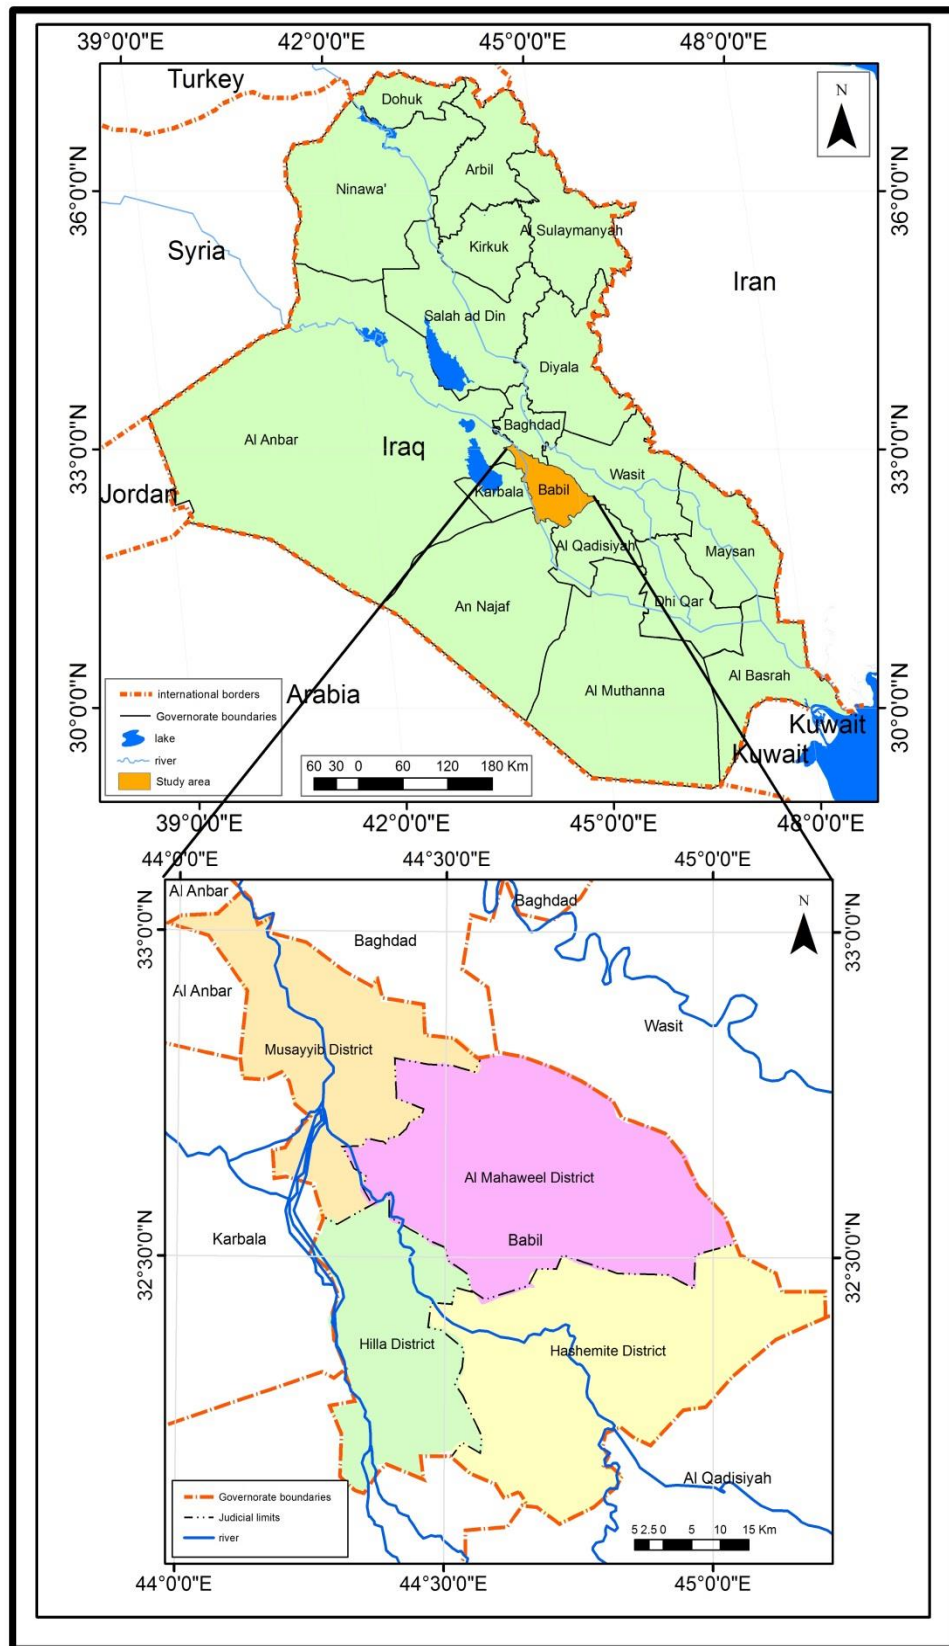 39°0'0"E 42°0'0"E 45°0'0"E 48°0'0"E
Turkey
N
Dohuk
36°0'0"N
36°0'0"N
Arbil
Ninawa'
Al Sulaymanyah
Kirkuk
Syria
Iran
Salah ad Din
Diyala
Baghdad
Al Anbar
Iraq
33°0'0"N
33°0'0"N
Wasit
Jordan
Karbala
Babil
Al Qadisiyah
Maysan
An Najaf
Dhi Qar
Al Basrah
Al Muthanna
30°0'0"N
30°0'0"N
Arabia
Kuwait
Kuwait
international borders
Governorate boundaries
lake
river
Study area
60 30 0 60 120 180 Km
39°0'0"E 42°0'0"E 45°0'0"E 48°0'0"E
44°0'0"E 44°30'0"E 45°0'0"E
Al Anbar
Baghdad
N
Baghdad
33°0'0"N
33°0'0"N
Al Anbar
Wasit
Musayyib District
Al Mahaweel District
Karbala
Babil
32°30'0"N
32°30'0"N
Hilla District
Hashemite District
Al Qadisiyah
Governorate boundaries
Judicial limits
river
5 2.5 0 5 10 15 Km
44°0'0"E 44°30'0"E 45°0'0"E